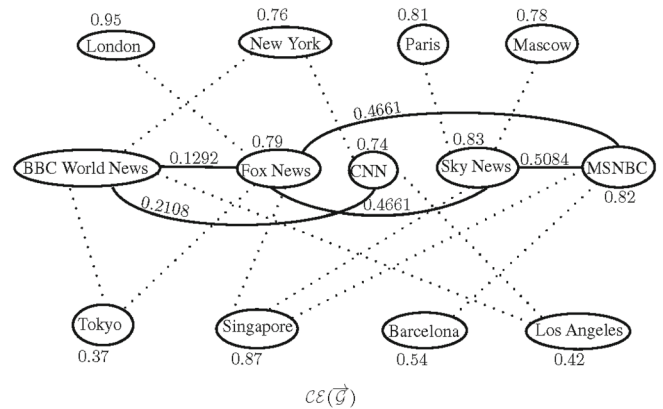 0.95 0.76 0.81 0.78
London New York Paris Mascow
0.4661
0.79 0.74 0.83
BBC World News 0.1292 Fox News CNN Sky News 0.5084 MSNBC
0.82
0.2108 0.4661
Tokyo Singapore Barcelona Los Angeles
0.37 0.87 0.54 0.42
𝒞ℰ(𝒢⃗)